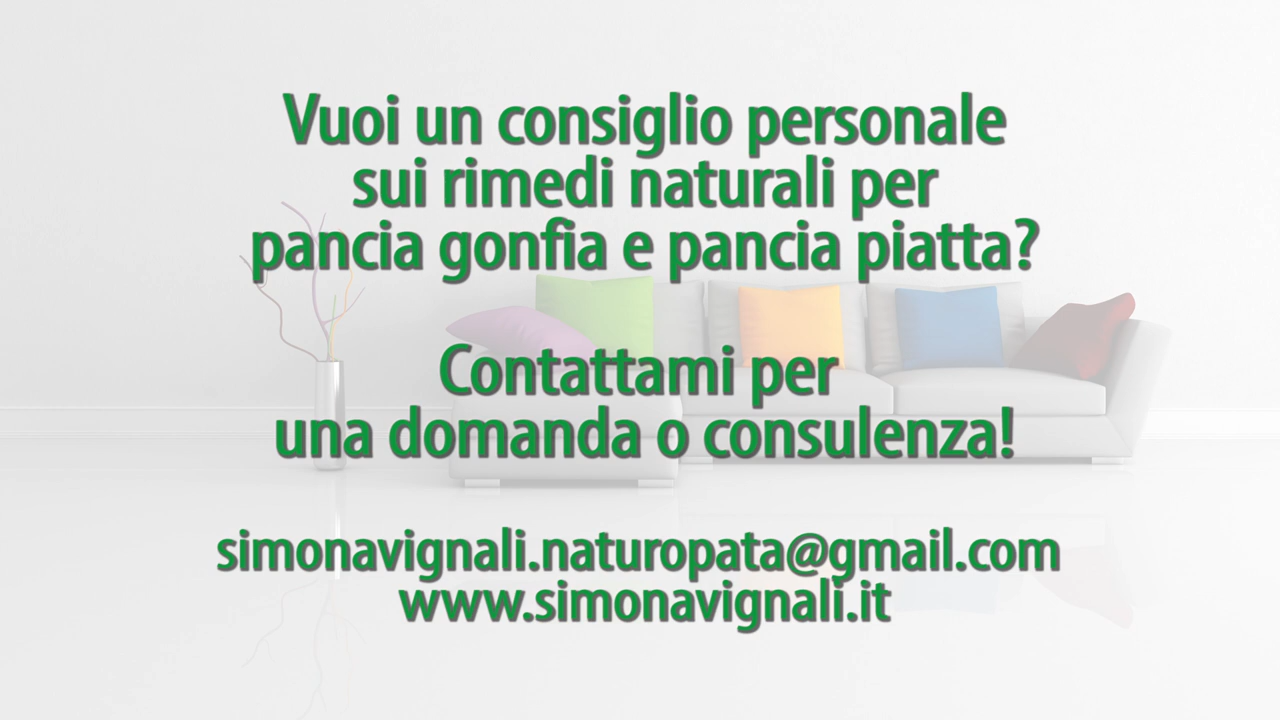 Vuoi un consiglio personale
sui rimedi naturali per
pancia gonfia e pancia piatta?
Contattami per
una domanda o consulenza!
simonavignali.naturopata@gmail.com
www.simonavignali.it